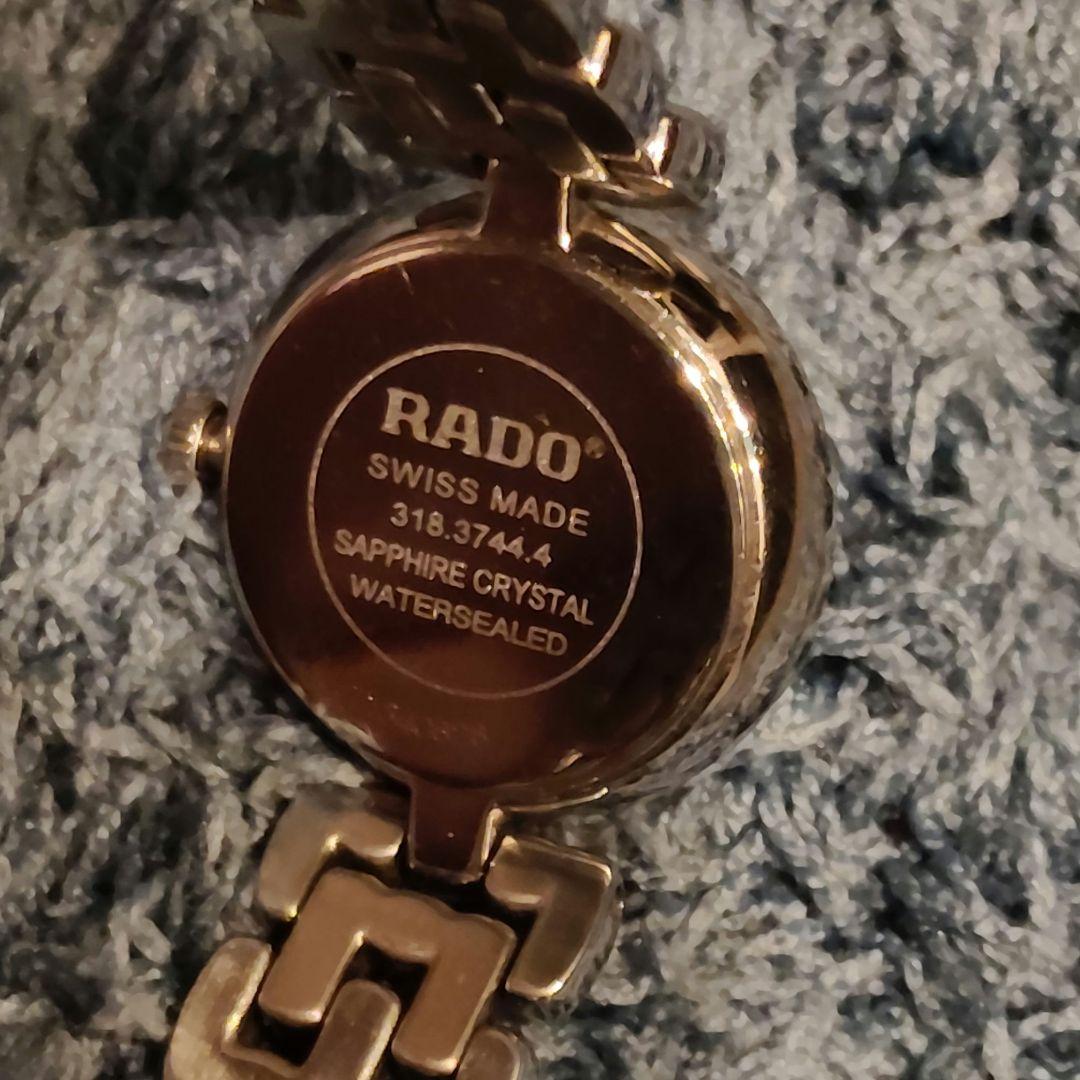 RADO®
SWISS MADE
318.3744.4
SAPPHIRE CRYSTAL
WATERSEALED